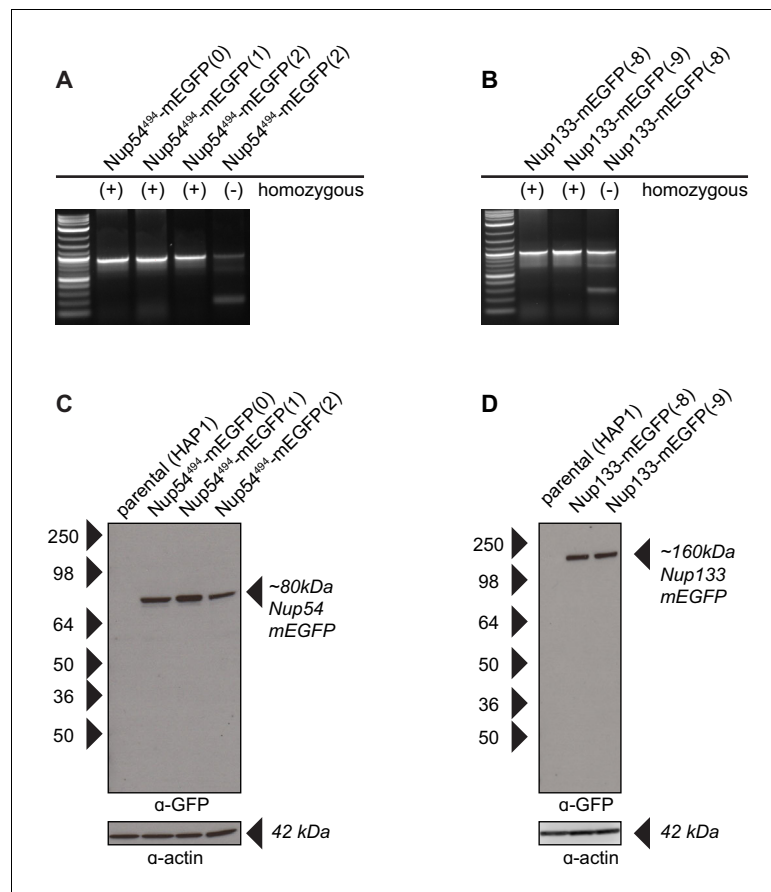 A
Nup54⁴⁹⁴-mEGFP(0)
Nup54⁴⁹⁴-mEGFP(1)
Nup54⁴⁹⁴-mEGFP(2)
Nup54⁴⁹⁴-mEGFP(2)
(+) (+) (+) (-) homozygous
B
Nup133-mEGFP(-8)
Nup133-mEGFP(-9)
Nup133-mEGFP(-8)
(+) (+) (-) homozygous
C
parental (HAP1)
Nup54⁴⁹⁴-mEGFP(0)
Nup54⁴⁹⁴-mEGFP(1)
Nup54⁴⁹⁴-mEGFP(2)
250
98
64
50
36
50
~80kDa
Nup54
mEGFP
α-GFP
42 kDa
α-actin
D
parental (HAP1)
Nup133-mEGFP(-8)
Nup133-mEGFP(-9)
250
98
64
50
36
50
~160kDa
Nup133
mEGFP
α-GFP
42 kDa
α-actin